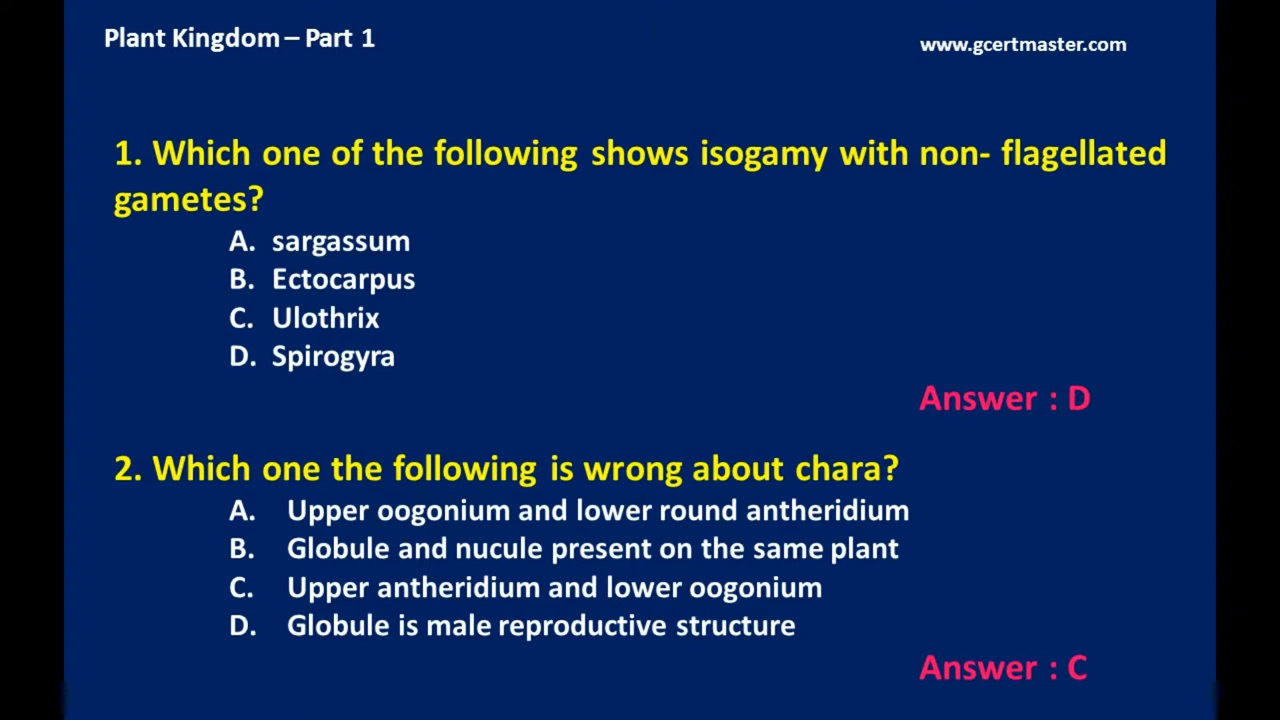 Plant Kingdom – Part 1
www.gcertmaster.com
1. Which one of the following shows isogamy with non- flagellated
gametes?
A. sargassum
B. Ectocarpus
C. Ulothrix
D. Spirogyra
Answer : D
2. Which one the following is wrong about chara?
A. Upper oogonium and lower round antheridium
B. Globule and nucule present on the same plant
C. Upper antheridium and lower oogonium
D. Globule is male reproductive structure
Answer : C